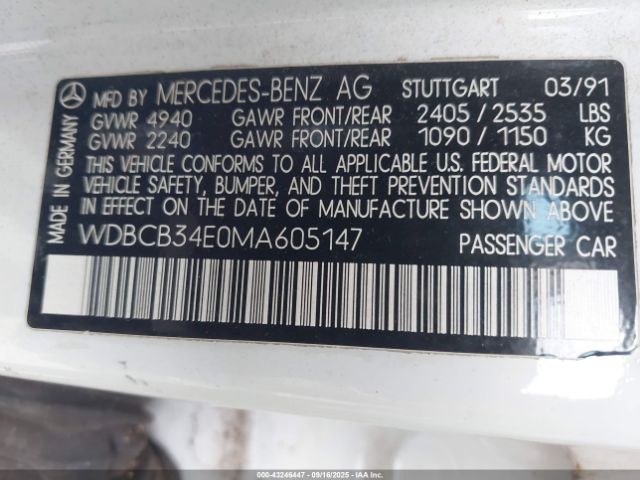 MADE IN GERMANY
MFD BY MERCEDES-BENZ AG STUTTGART 03/91
GVWR 4940 GAWR FRONT/REAR 2405 / 2535 LBS
GVWR 2240 GAWR FRONT/REAR 1090 / 1150 KG
THIS VEHICLE CONFORMS TO ALL APPLICABLE U.S. FEDERAL MOTOR
VEHICLE SAFETY, BUMPER, AND THEFT PREVENTION STANDARDS
IN EFFECT ON THE DATE OF MANUFACTURE SHOWN ABOVE
WDBCB34E0MA605147 PASSENGER CAR
000-43246447 - 09/16/2025 - IAA, INC.